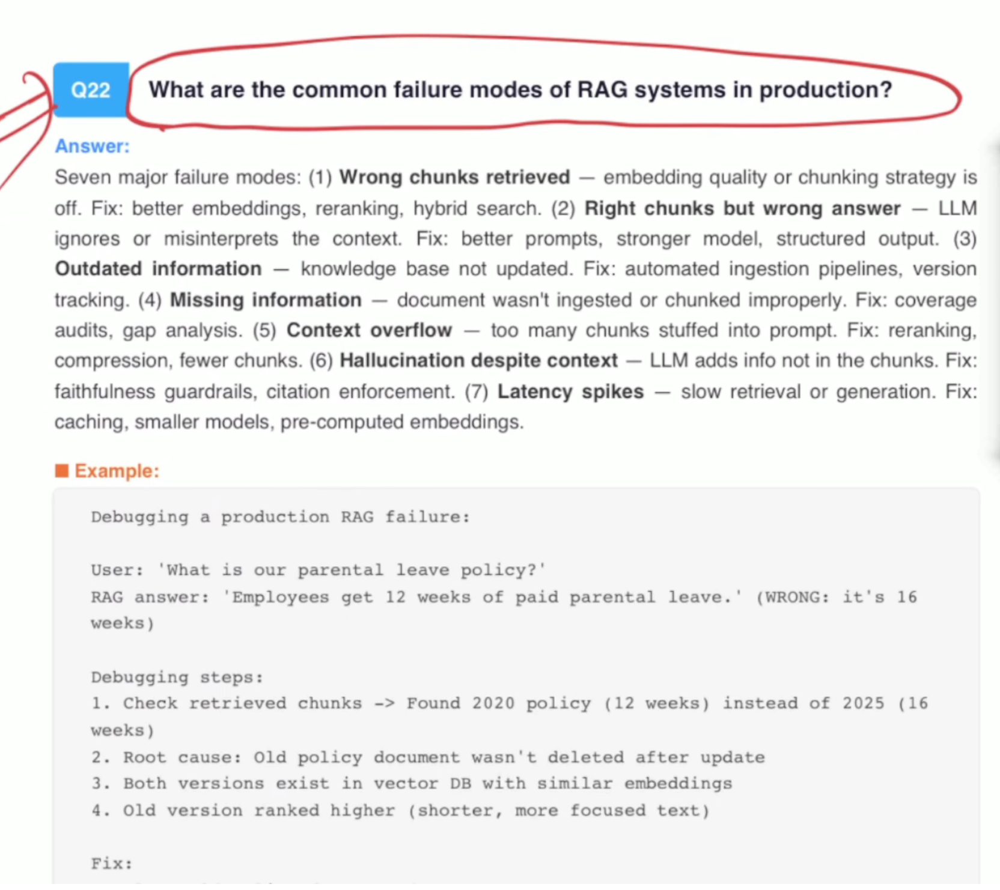 Q22 What are the common failure modes of RAG systems in production?
Answer:
Seven major failure modes: (1) Wrong chunks retrieved — embedding quality or chunking strategy is
off. Fix: better embeddings, reranking, hybrid search. (2) Right chunks but wrong answer — LLM
ignores or misinterprets the context. Fix: better prompts, stronger model, structured output. (3)
Outdated information — knowledge base not updated. Fix: automated ingestion pipelines, version
tracking. (4) Missing information — document wasn't ingested or chunked improperly. Fix: coverage
audits, gap analysis. (5) Context overflow — too many chunks stuffed into prompt. Fix: reranking,
compression, fewer chunks. (6) Hallucination despite context — LLM adds info not in the chunks. Fix:
faithfulness guardrails, citation enforcement. (7) Latency spikes — slow retrieval or generation. Fix:
caching, smaller models, pre-computed embeddings.
■ Example:
Debugging a production RAG failure:
User: 'What is our parental leave policy?'
RAG answer: 'Employees get 12 weeks of paid parental leave.' (WRONG: it's 16
weeks)
Debugging steps:
1. Check retrieved chunks -> Found 2020 policy (12 weeks) instead of 2025 (16
weeks)
2. Root cause: Old policy document wasn't deleted after update
3. Both versions exist in vector DB with similar embeddings
4. Old version ranked higher (shorter, more focused text)
Fix: